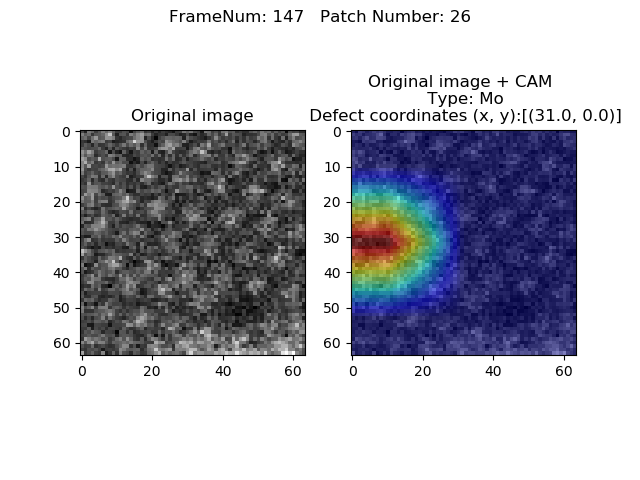 FrameNum: 147   Patch Number: 26
Original image
Original image + CAM
Type: Mo
Defect coordinates (x, y):[(31.0, 0.0)]
0
10
20
30
40
50
60
0 20 40 60
0
10
20
30
40
50
60
0 20 40 60